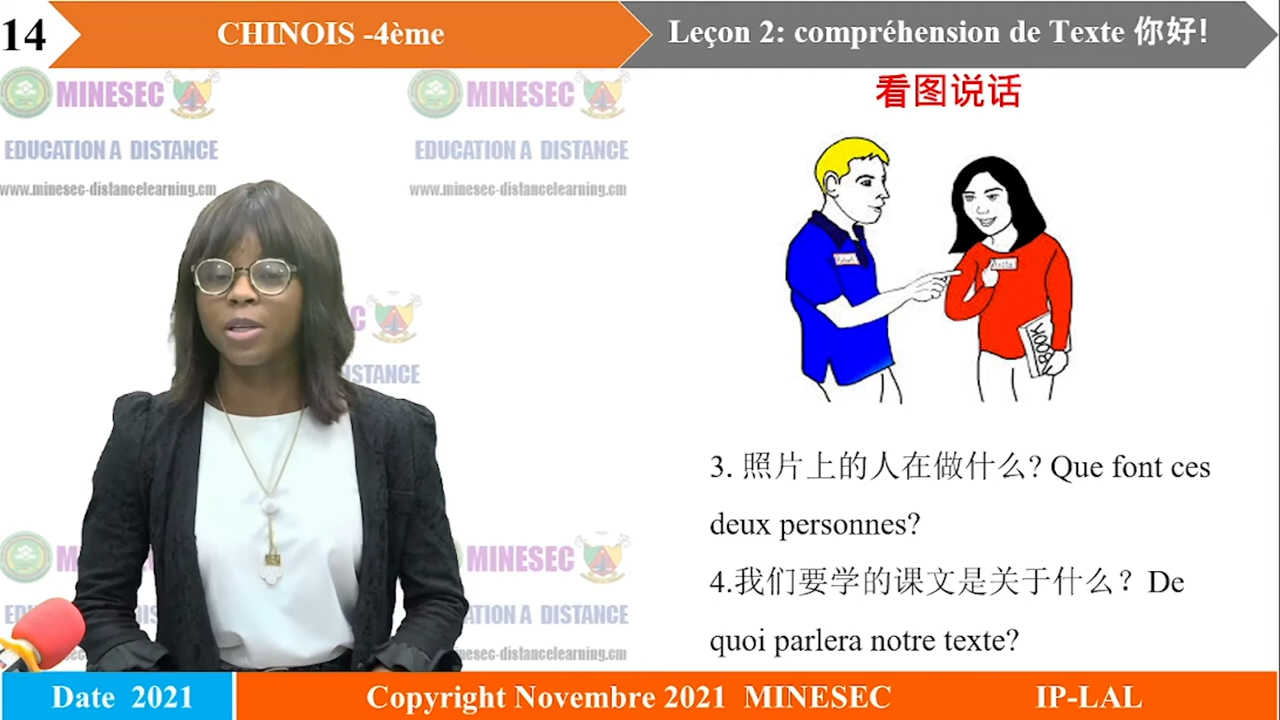 14
CHINOIS -4ème
Leçon 2: compréhension de Texte 你好!
MINESEC
MINESEC
看图说话
EDUCATION A DISTANCE
EDUCATION A DISTANCE
www.minesec-distancelearning.cm
www.minesec-distancelearning.cm
BOOK
3. 照片上的人在做什么? Que font ces
deux personnes?
4.我们要学的课文是关于什么？De
quoi parlera notre texte?
MINESEC
Date 2021
Copyright Novembre 2021 MINESEC
IP-LAL